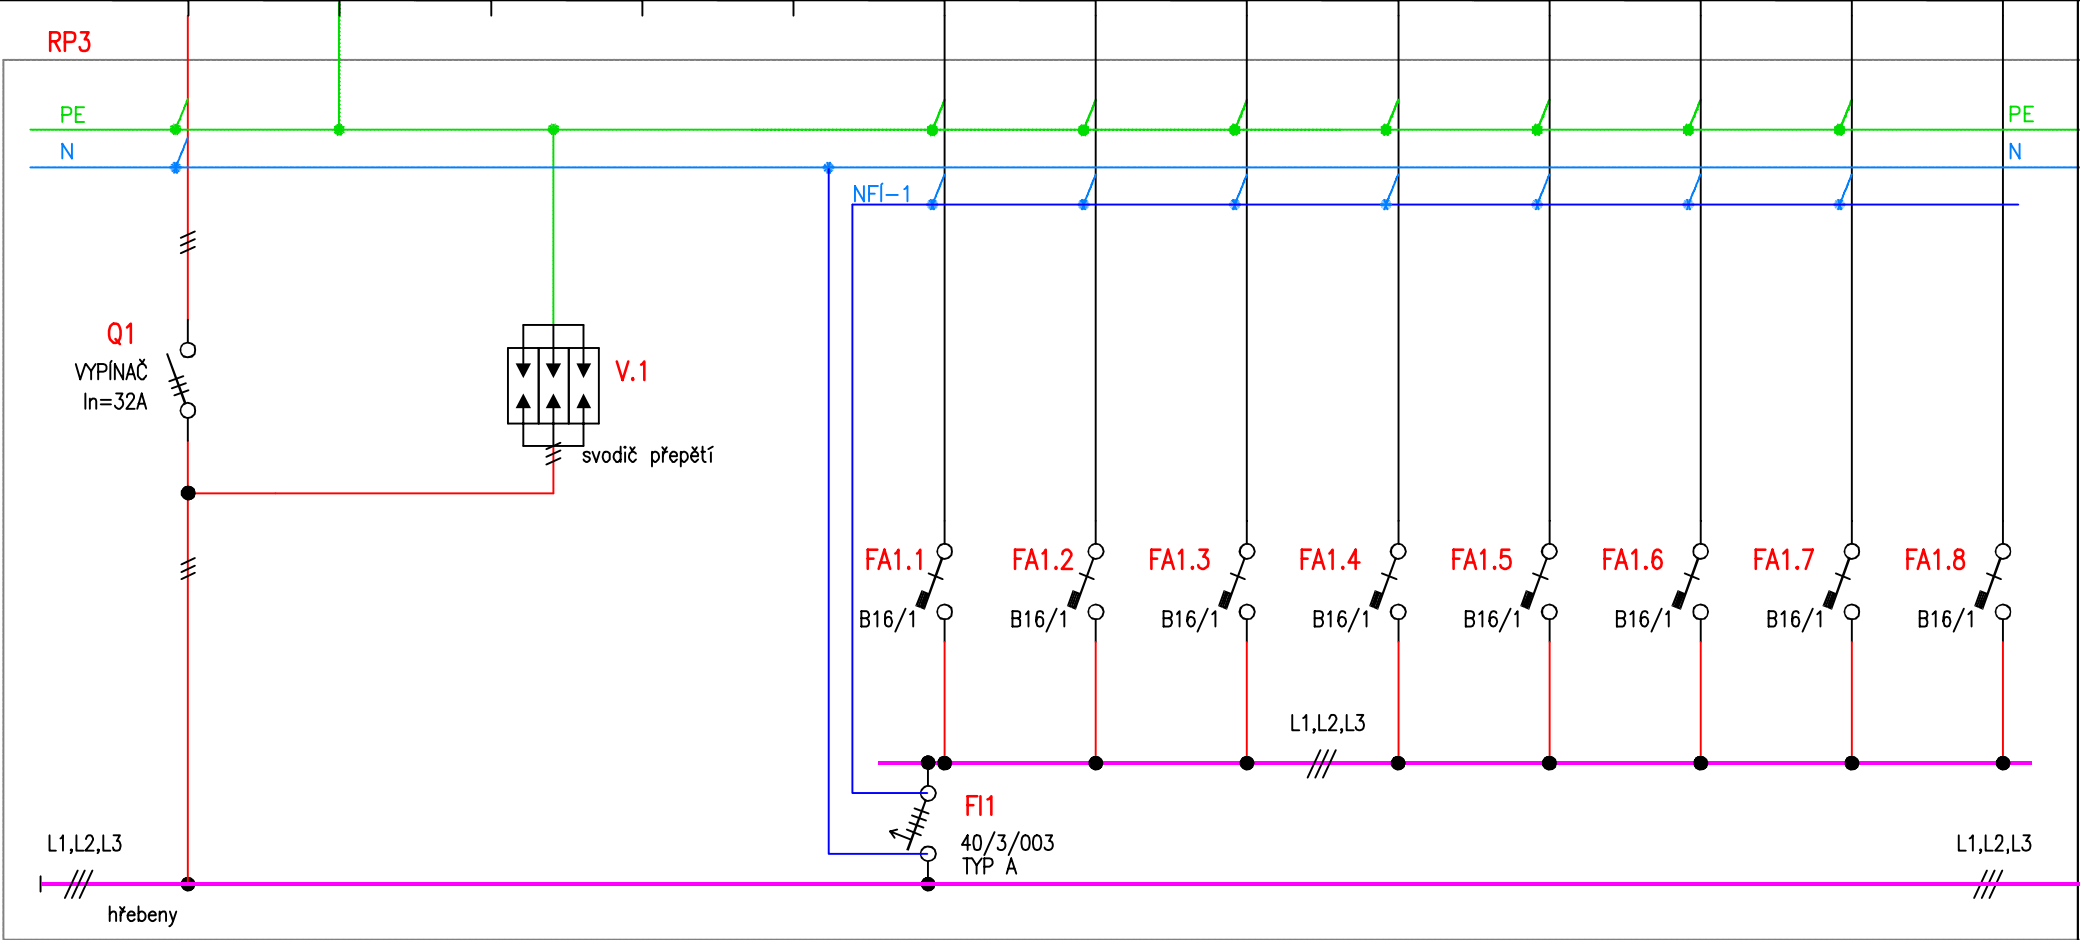 RP3
PE
PE
N
N
NFI-1
Q1
VYPÍNAČ
In=32A
V.1
svodič přepětí
FA1.1
FA1.2
FA1.3
FA1.4
FA1.5
FA1.6
FA1.7
FA1.8
B16/1
B16/1
B16/1
B16/1
B16/1
B16/1
B16/1
B16/1
L1,L2,L3
FI1
40/3/003
TYP A
L1,L2,L3
L1,L2,L3
hřebeny